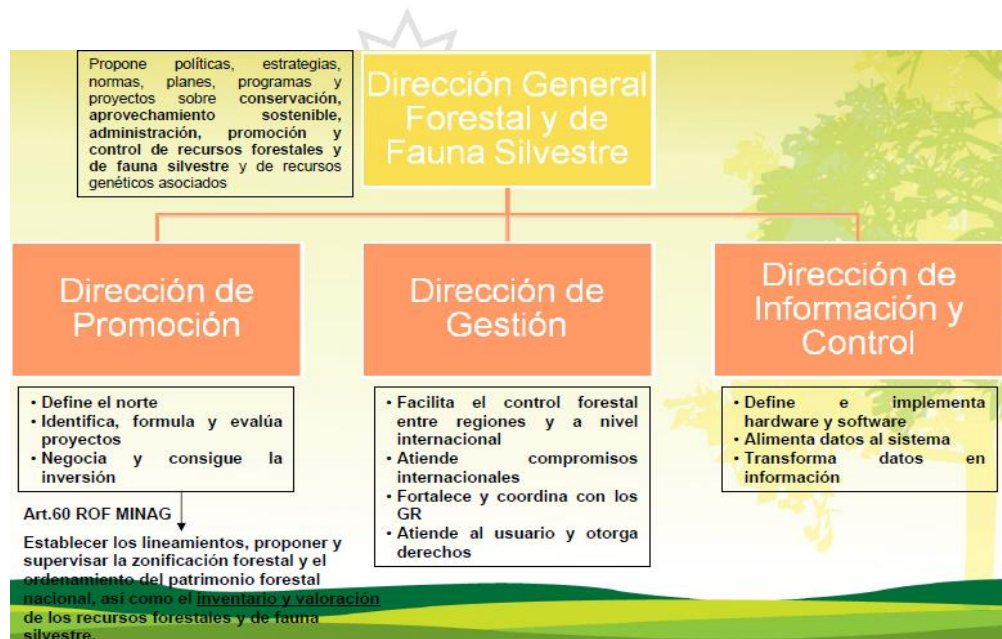 Propone políticas, estrategias,
normas, planes, programas y
proyectos sobre conservación,
aprovechamiento sostenible,
administración, promoción y
control de recursos forestales y
de fauna silvestre y de recursos
genéticos asociados
Dirección General
Forestal y de
Fauna Silvestre
Dirección de
Promoción
Dirección de
Gestión
Dirección de
Información y
Control
• Define el norte
• Identifica, formula y evalúa
proyectos
• Negocia y consigue la
inversión
Art.60 ROF MINAG
Establecer los lineamientos, proponer y
supervisar la zonificación forestal y el
ordenamiento del patrimonio forestal
nacional, así como el inventario y valoración
de los recursos forestales y de fauna
silvestre.
• Facilita el control forestal
entre regiones y a nivel
internacional
• Atiende compromisos
internacionales
• Fortalece y coordina con los
GR
• Atiende al usuario y otorga
derechos
• Define e implementa
hardware y software
• Alimenta datos al sistema
• Transforma datos en
información